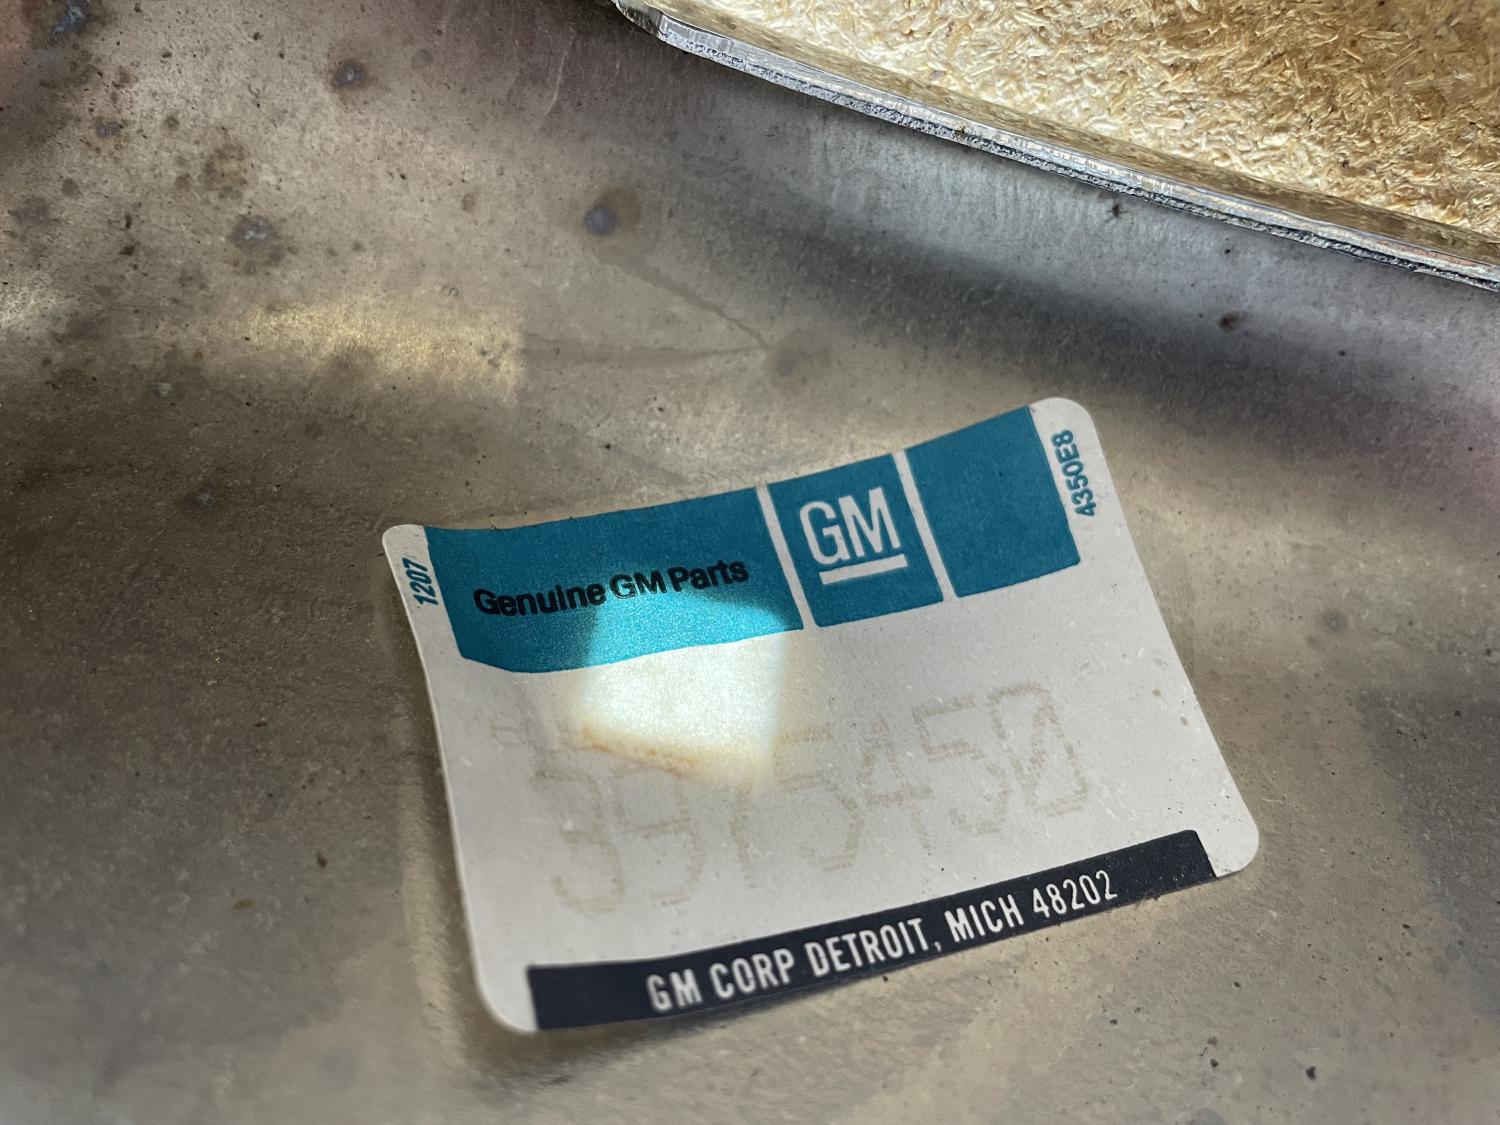 1207
Genuine GM Parts
GM
4350E8
GM CORP DETROIT, MICH 48202